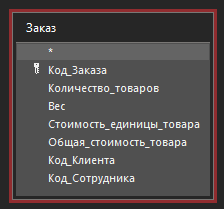 Заказ
*
Код_Заказа
Количество_товаров
Вес
Стоимость_единицы_товара
Общая_стоимость_товара
Код_Клиента
Код_Сотрудника